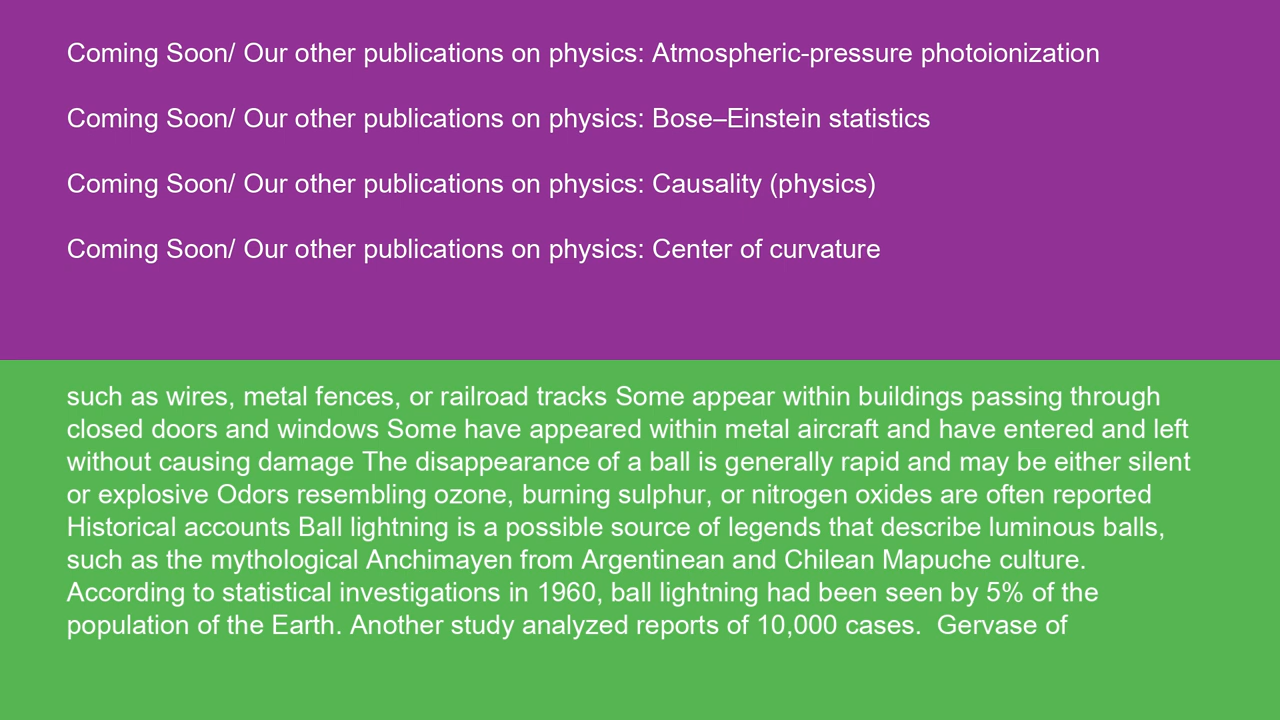 Coming Soon/ Our other publications on physics: Atmospheric-pressure photoionization
Coming Soon/ Our other publications on physics: Bose–Einstein statistics
Coming Soon/ Our other publications on physics: Causality (physics)
Coming Soon/ Our other publications on physics: Center of curvature
such as wires, metal fences, or railroad tracks Some appear within buildings passing through
closed doors and windows Some have appeared within metal aircraft and have entered and left
without causing damage The disappearance of a ball is generally rapid and may be either silent
or explosive Odors resembling ozone, burning sulphur, or nitrogen oxides are often reported
Historical accounts Ball lightning is a possible source of legends that describe luminous balls,
such as the mythological Anchimayen from Argentinean and Chilean Mapuche culture.
According to statistical investigations in 1960, ball lightning had been seen by 5% of the
population of the Earth. Another study analyzed reports of 10,000 cases.  Gervase of